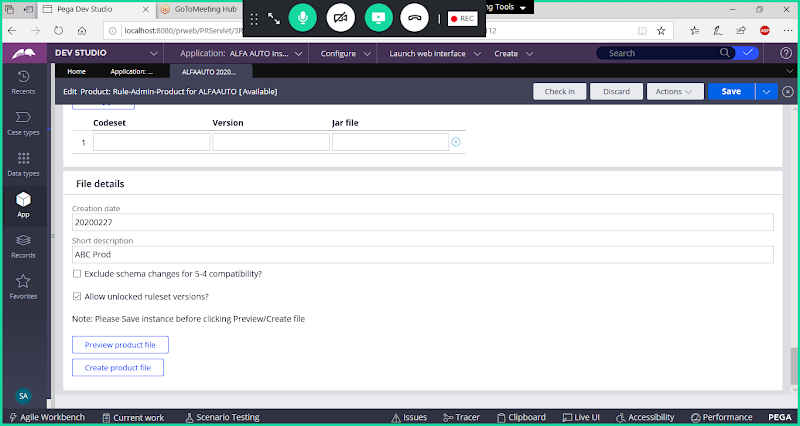 Pega Dev Studio
GoToMeeting Hub
ng Tools
REC
localhost:8080/prweb/PRServlet/3R
112
ABP
DEV STUDIO
Application: ALFA AUTO Ins...
Configure
Launch web interface
Create
Search
Home
Application: ...
ALFAAUTO 2020...
Recents
Edit Product: Rule-Admin-Product for ALFAAUTO [Available]
Check in
Discard
Actions
Save
Case types
Data types
App
Records
Favorites
SA
Codeset
Version
Jar file
1
File details
Creation date
20200227
Short description
ABC Prod
Exclude schema changes for 5-4 compatibility?
Allow unlocked ruleset versions?
Note: Please Save instance before clicking Preview/Create file
Preview product file
Create product file
Agile Workbench
Current work
Scenario Testing
Issues
Tracer
Clipboard
Live UI
Accessibility
Performance
PEGA